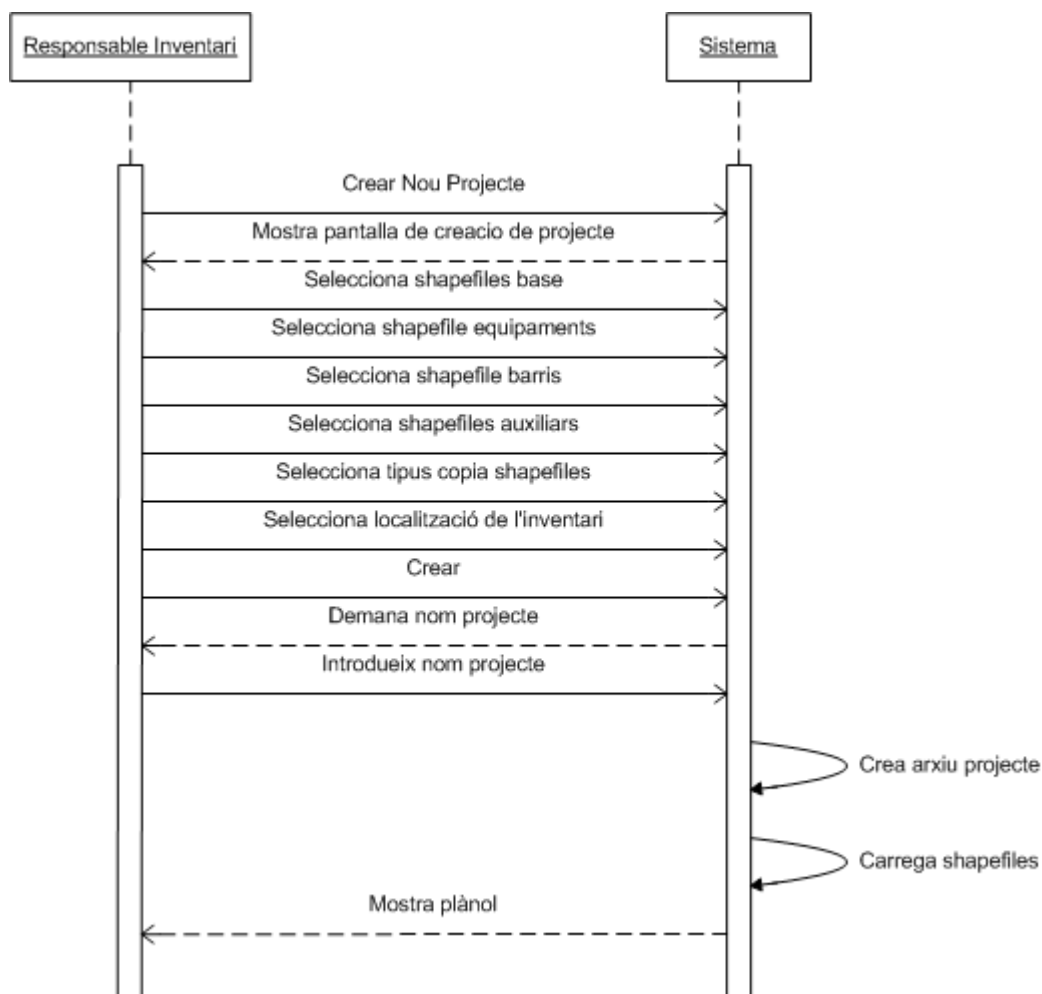 Responsable Inventari
Sistema
Crear Nou Projecte
Mostra pantalla de creacio de projecte
Selecciona shapefiles base
Selecciona shapefile equipaments
Selecciona shapefile barris
Selecciona shapefiles auxiliars
Selecciona tipus copia shapefiles
Selecciona localització de l'inventari
Crear
Demana nom projecte
Introdueix nom projecte
Crea arxiu projecte
Carrega shapefiles
Mostra plànol